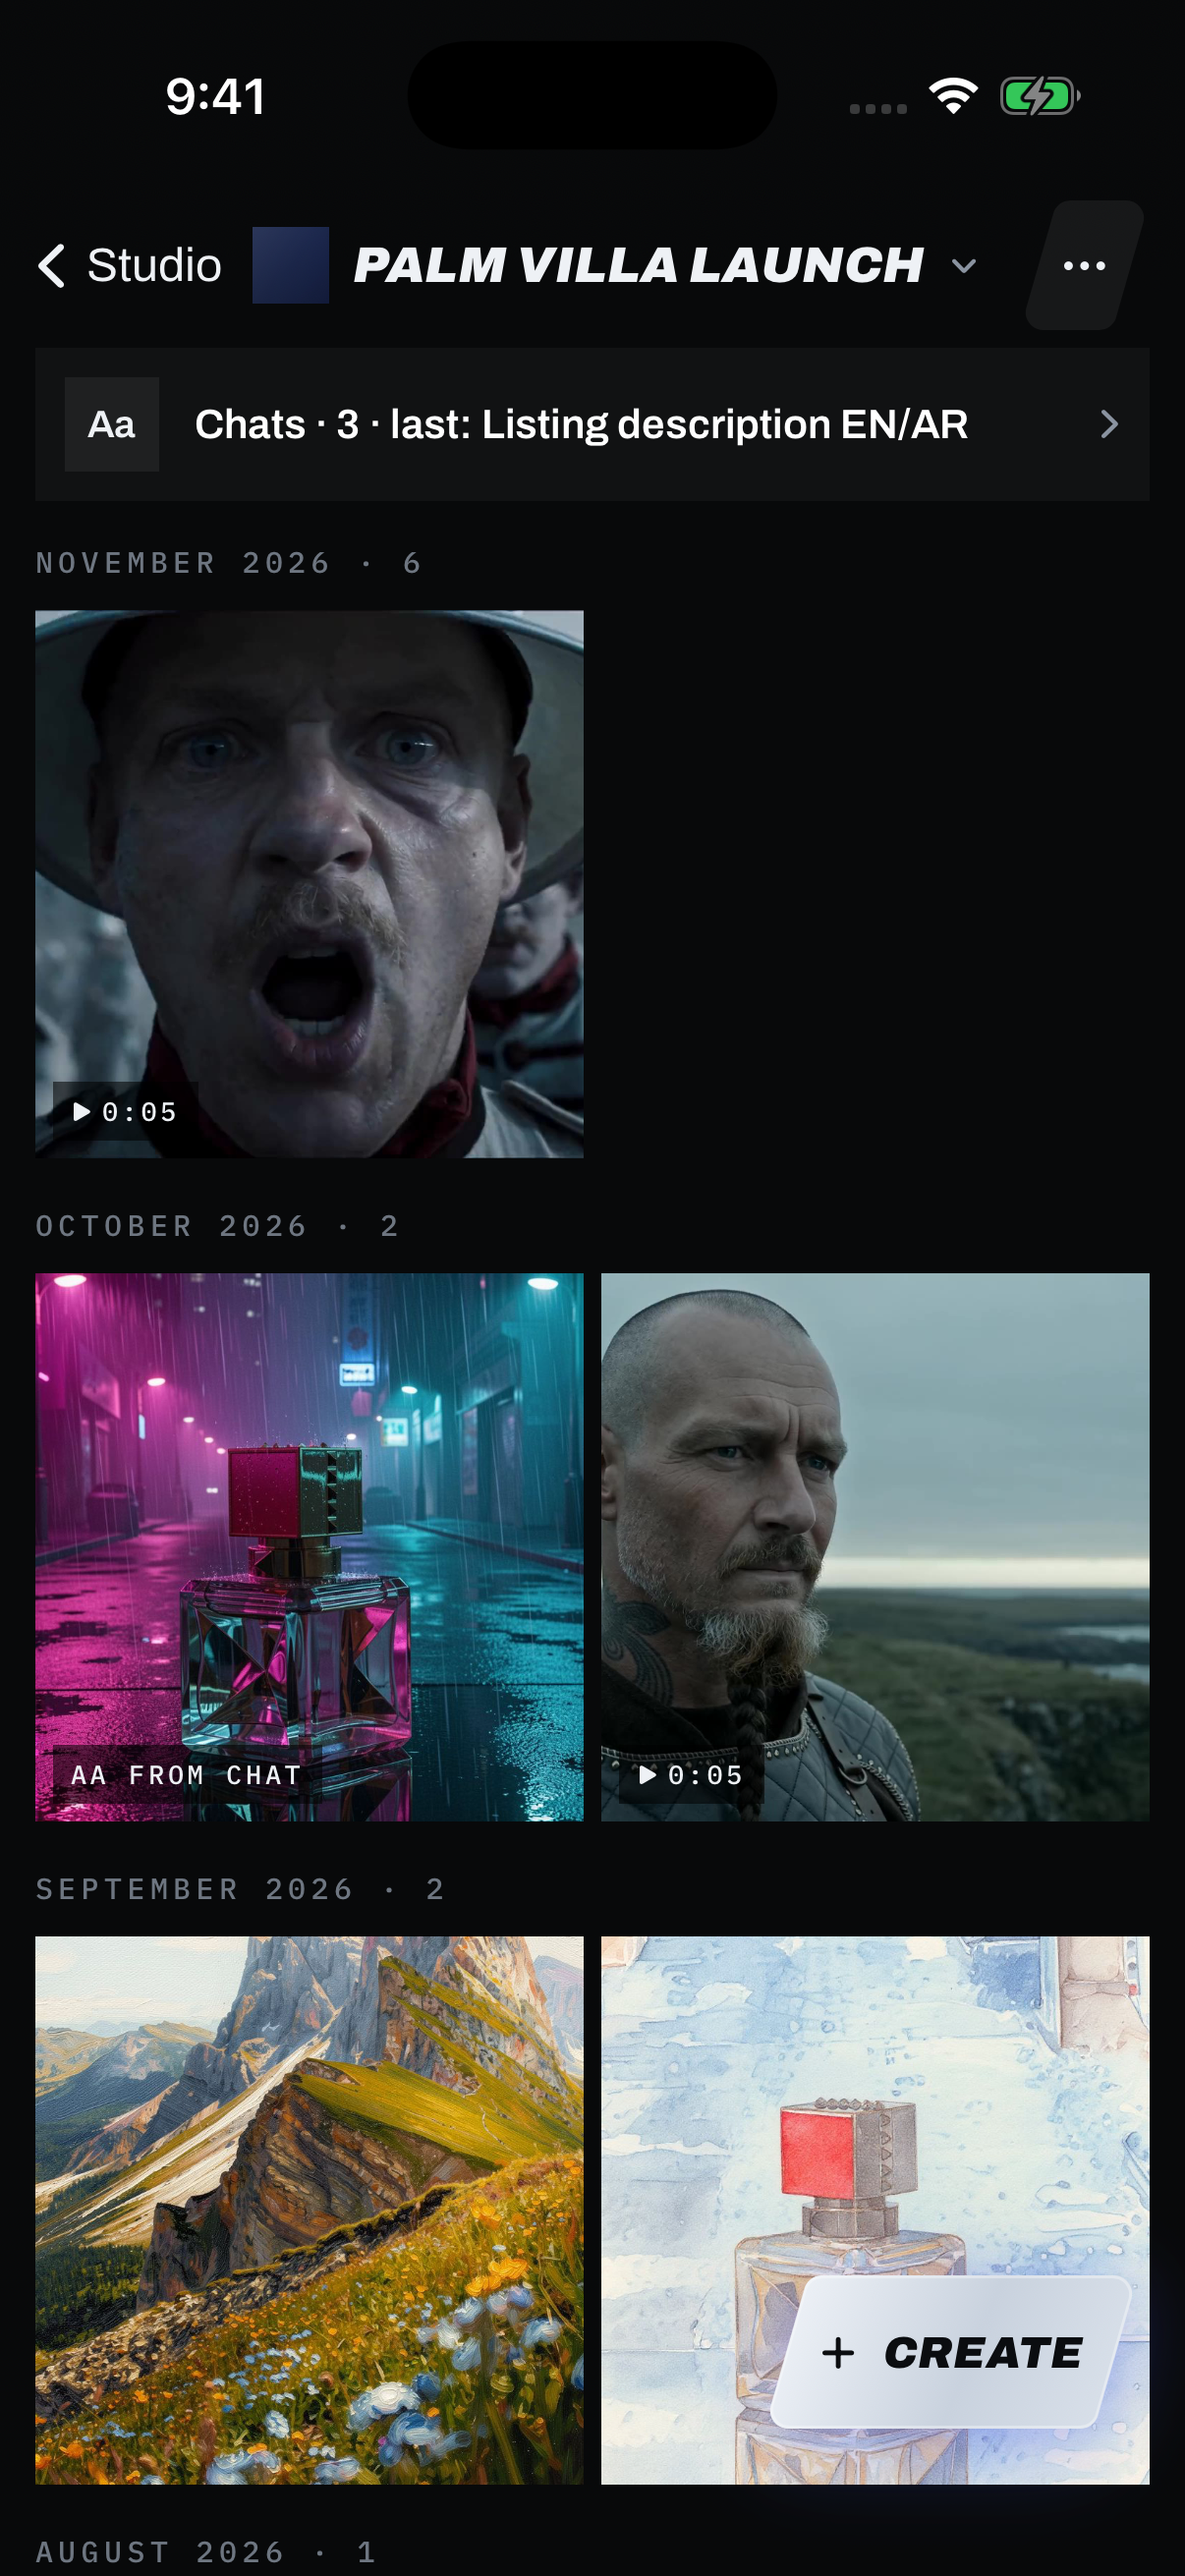 9:41
Studio PALM VILLA LAUNCH
Aa Chats · 3 · last: Listing description EN/AR
NOVEMBER 2026 · 6
0:05
OCTOBER 2026 · 2
AA FROM CHAT
0:05
SEPTEMBER 2026 · 2
+ CREATE
AUGUST 2026 · 1